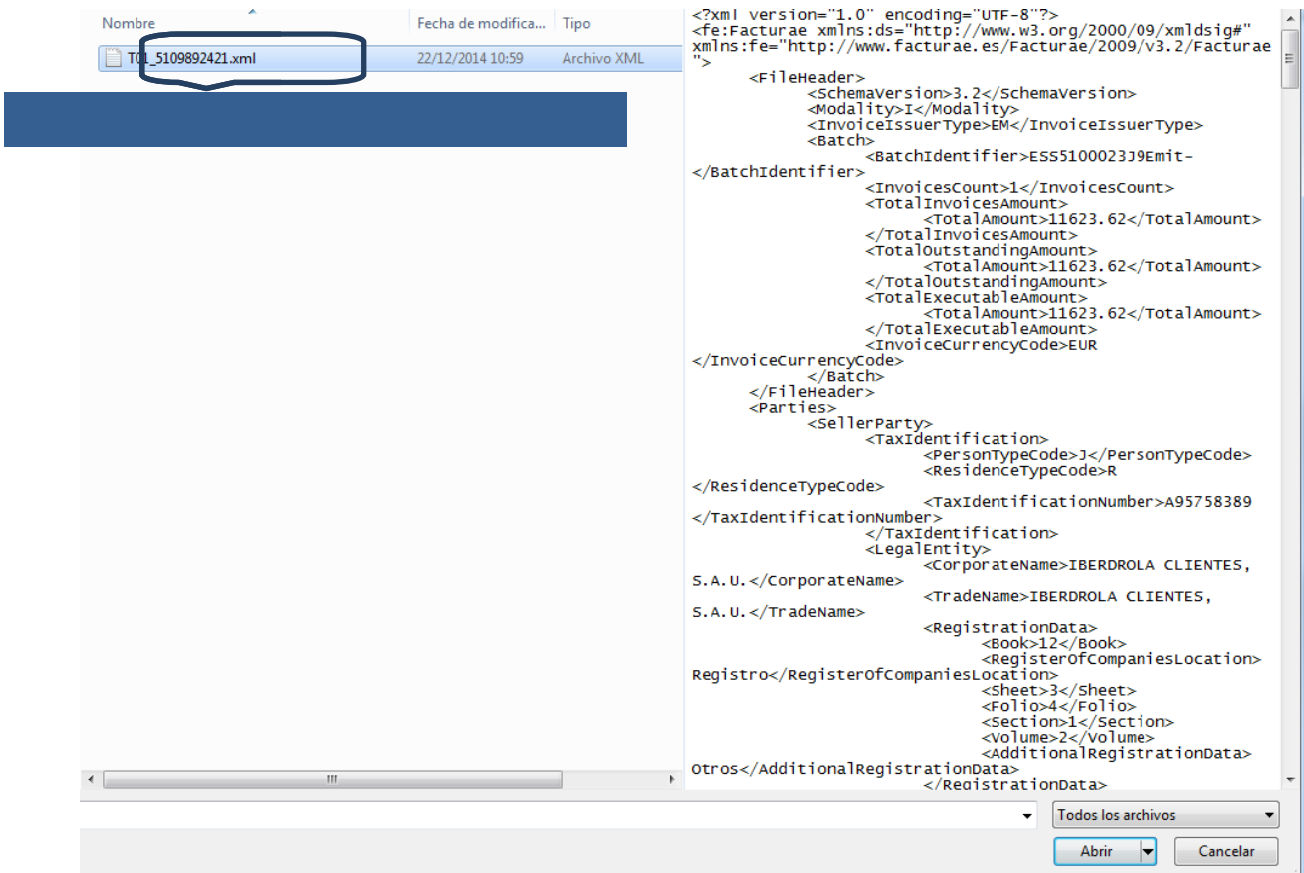 Nombre
Fecha de modifica...
Tipo
T01_5109892421.xml
22/12/2014 10:59
Archivo XML
<?xml version="1.0" encoding="UTF-8"?>
<fe:Facturae xmlns:ds="http://www.w3.org/2000/09/xmldsig#"
xmlns:fe="http://www.facturae.es/Facturae/2009/v3.2/Facturae
">
<FileHeader>
<SchemaVersion>3.2</SchemaVersion>
<Modality>I</Modality>
<InvoiceIssuerType>EM</InvoiceIssuerType>
<Batch>
<BatchIdentifier>ESS5100023J9Emit-
</BatchIdentifier>
<InvoicesCount>1</InvoicesCount>
<TotalInvoicesAmount>
<TotalAmount>11623.62</TotalAmount>
</TotalInvoicesAmount>
<TotalOutstandingAmount>
<TotalAmount>11623.62</TotalAmount>
</TotalOutstandingAmount>
<TotalExecutableAmount>
<TotalAmount>11623.62</TotalAmount>
</TotalExecutableAmount>
<InvoiceCurrencyCode>EUR
</InvoiceCurrencyCode>
</Batch>
</FileHeader>
<Parties>
<SellerParty>
<TaxIdentification>
<PersonTypeCode>J</PersonTypeCode>
<ResidenceTypeCode>R
</ResidenceTypeCode>
<TaxIdentificationNumber>A95758389
</TaxIdentificationNumber>
</TaxIdentification>
<LegalEntity>
<CorporateName>IBERDROLA CLIENTES,
S.A.U.</CorporateName>
<TradeName>IBERDROLA CLIENTES,
S.A.U.</TradeName>
<RegistrationData>
<Book>12</Book>
<RegisterOfCompaniesLocation>
Registro</RegisterOfCompaniesLocation>
<Sheet>3</Sheet>
<Folio>4</Folio>
<Section>1</Section>
<Volume>2</Volume>
<AdditionalRegistrationData>
Otros</AdditionalRegistrationData>
</RegistrationData>
Todos los archivos
Abrir
Cancelar